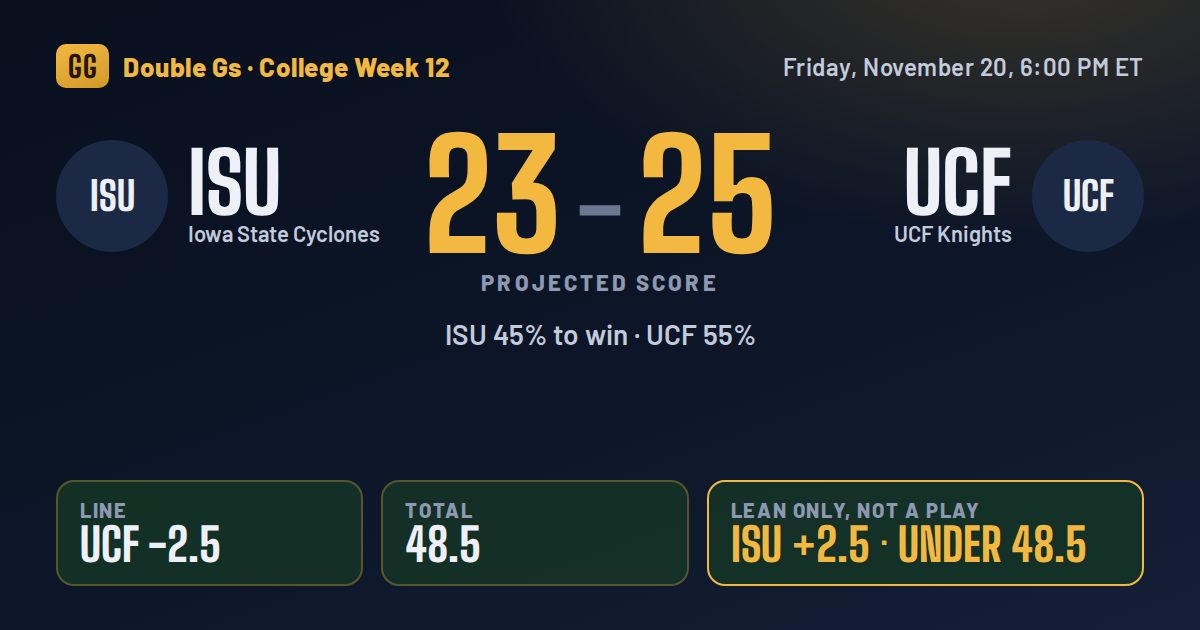 GG Double Gs · College Week 12
Friday, November 20, 6:00 PM ET
ISU
ISU
Iowa State Cyclones
23 – 25
PROJECTED SCORE
ISU 45% to win · UCF 55%
UCF
UCF Knights
UCF
LINE
UCF −2.5
TOTAL
48.5
LEAN ONLY, NOT A PLAY
ISU +2.5 · UNDER 48.5